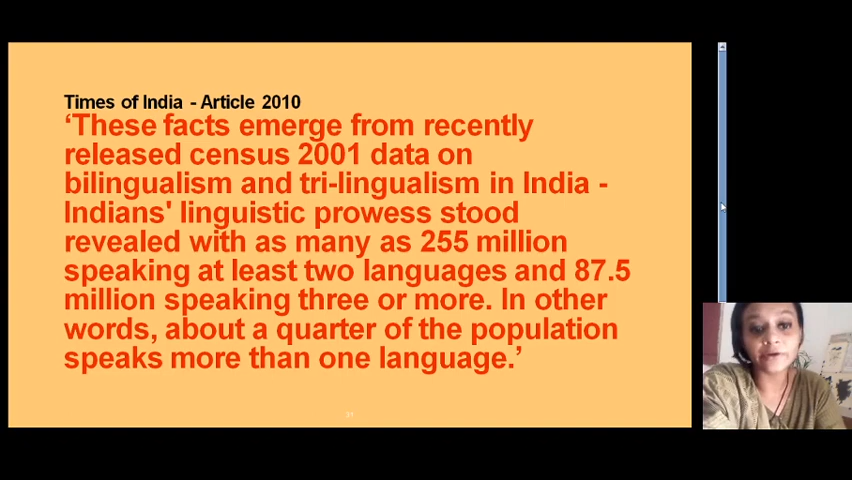 Times of India - Article 2010
‘These facts emerge from recently
released census 2001 data on
bilingualism and tri-lingualism in India -
Indians' linguistic prowess stood
revealed with as many as 255 million
speaking at least two languages and 87.5
million speaking three or more. In other
words, about a quarter of the population
speaks more than one language.’